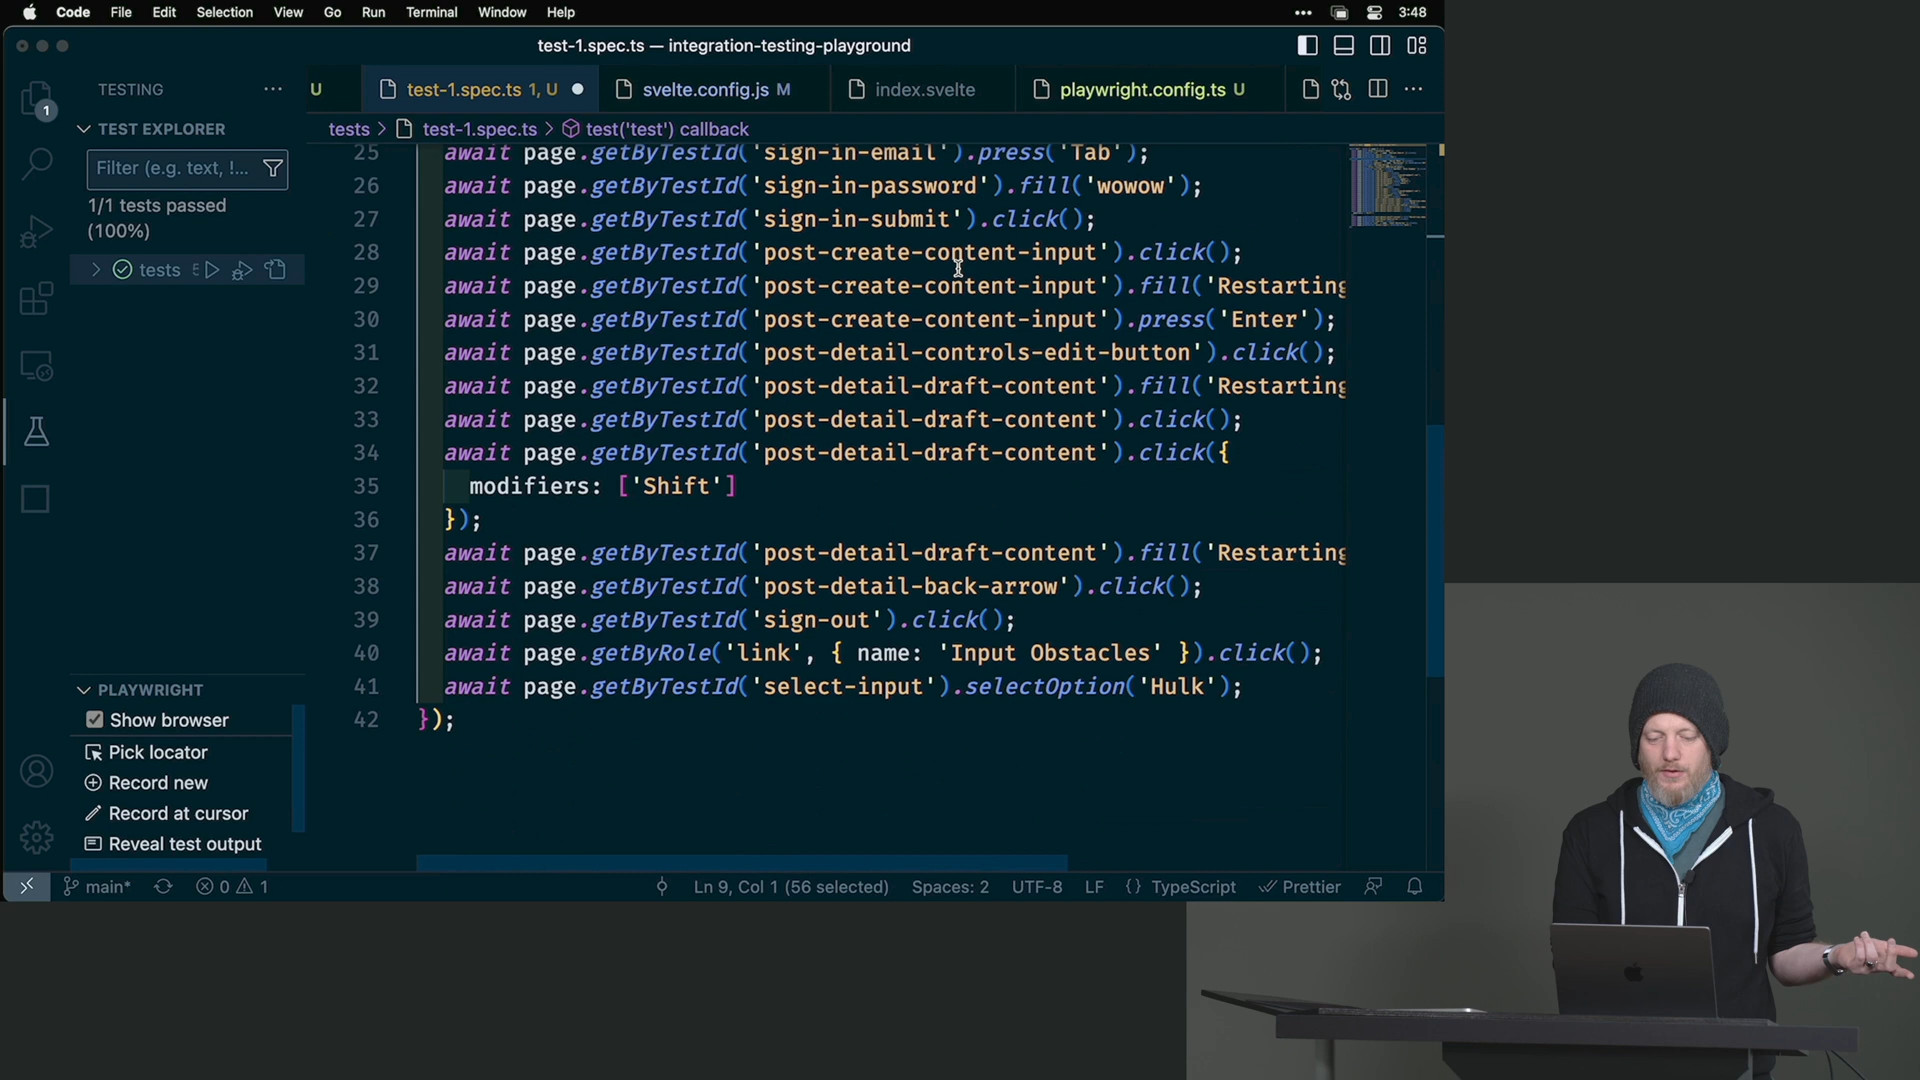 Code File Edit Selection View Go Run Terminal Window Help 3:48
test-1.spec.ts — integration-testing-playground
TESTING
U
test-1.spec.ts 1, U
svelte.config.js M
index.svelte
playwright.config.ts U
tests > test-1.spec.ts > test('test') callback
TEST EXPLORER
Filter (e.g. text, !...
1/1 tests passed
(100%)
tests
1
25 await page.getByTestId('sign-in-email').press('Tab');
26 await page.getByTestId('sign-in-password').fill('wowow');
27 await page.getByTestId('sign-in-submit').click();
28 await page.getByTestId('post-create-content-input').click();
29 await page.getByTestId('post-create-content-input').fill('Restarting
30 await page.getByTestId('post-create-content-input').press('Enter');
31 await page.getByTestId('post-detail-controls-edit-button').click();
32 await page.getByTestId('post-detail-draft-content').fill('Restarting
33 await page.getByTestId('post-detail-draft-content').click();
34 await page.getByTestId('post-detail-draft-content').click({
35 modifiers: ['Shift']
36 });
37 await page.getByTestId('post-detail-draft-content').fill('Restarting
38 await page.getByTestId('post-detail-back-arrow').click();
39 await page.getByTestId('sign-out').click();
40 await page.getByRole('link', { name: 'Input Obstacles' }).click();
41 await page.getByTestId('select-input').selectOption('Hulk');
42 });
PLAYWRIGHT
Show browser
Pick locator
Record new
Record at cursor
Reveal test output
main* 0 1 Ln 9, Col 1 (56 selected) Spaces: 2 UTF-8 LF {} TypeScript Prettier